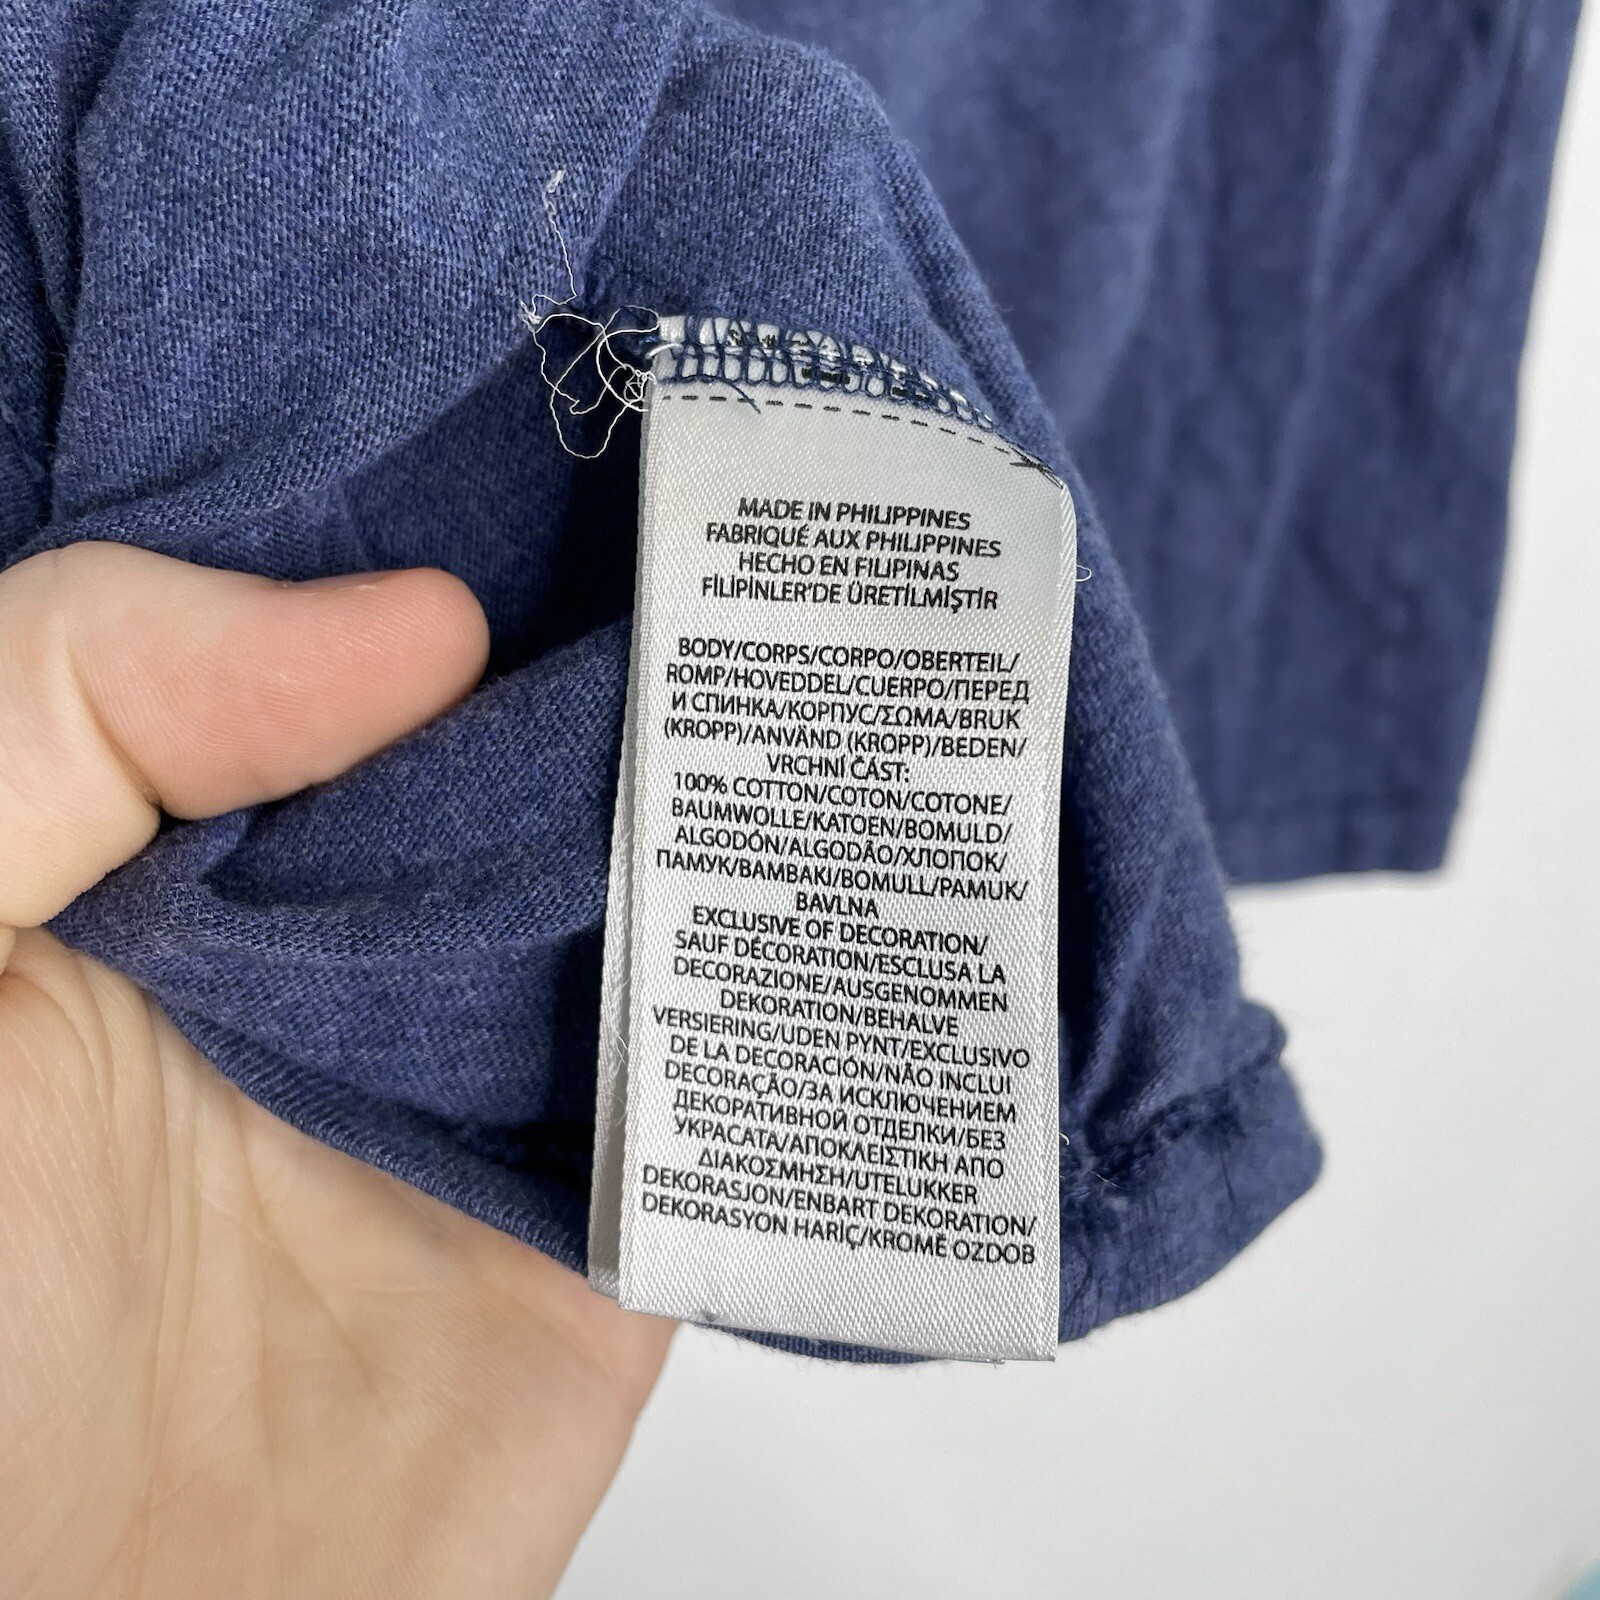 MADE IN PHILIPPINES
FABRIQUÉ AUX PHILIPPINES
HECHO EN FILIPINAS
FİLİPİNLER'DE ÜRETİLMİŞTİR
BODY/CORPS/CORPO/OBERTEIL/
ROMP/HOVEDDEL/CUERPO/ПЕРЕД
И СПИНКА/КОРПУС/ΣΩΜΑ/BRUK
(KROPP)/ANVÄND (KROPP)/BEDEN/
VRCHNÍ ČÁST:
100% COTTON/COTON/COTONE/
BAUMWOLLE/KATOEN/BOMULD/
ALGODÓN/ALGODÃO/ХЛОПОК/
ПАМУК/ΒΑΜΒΑΚΙ/BOMULL/PAMUK/
BAVLNA
EXCLUSIVE OF DECORATION/
SAUF DÉCORATION/ESCLUSA LA
DECORAZIONE/AUSGENOMMEN
DEKORATION/BEHALVE
VERSIERING/UDEN PYNT/EXCLUSIVO
DE LA DECORACIÓN/NÃO INCLUI
DECORAÇÃO/ЗА ИСКЛЮЧЕНИЕМ
ДЕКОРАТИВНОЙ ОТДЕЛКИ/БЕЗ
УКРАСАТА/ΑΠΟΚΛΕΙΣΤΙΚΗ ΑΠΟ
ΔΙΑΚΟΣΜΗΣΗ/UTELUKKER
DEKORASJON/ENBART DEKORATION/
DEKORASYON HARİÇ/KROMĚ OZDOB